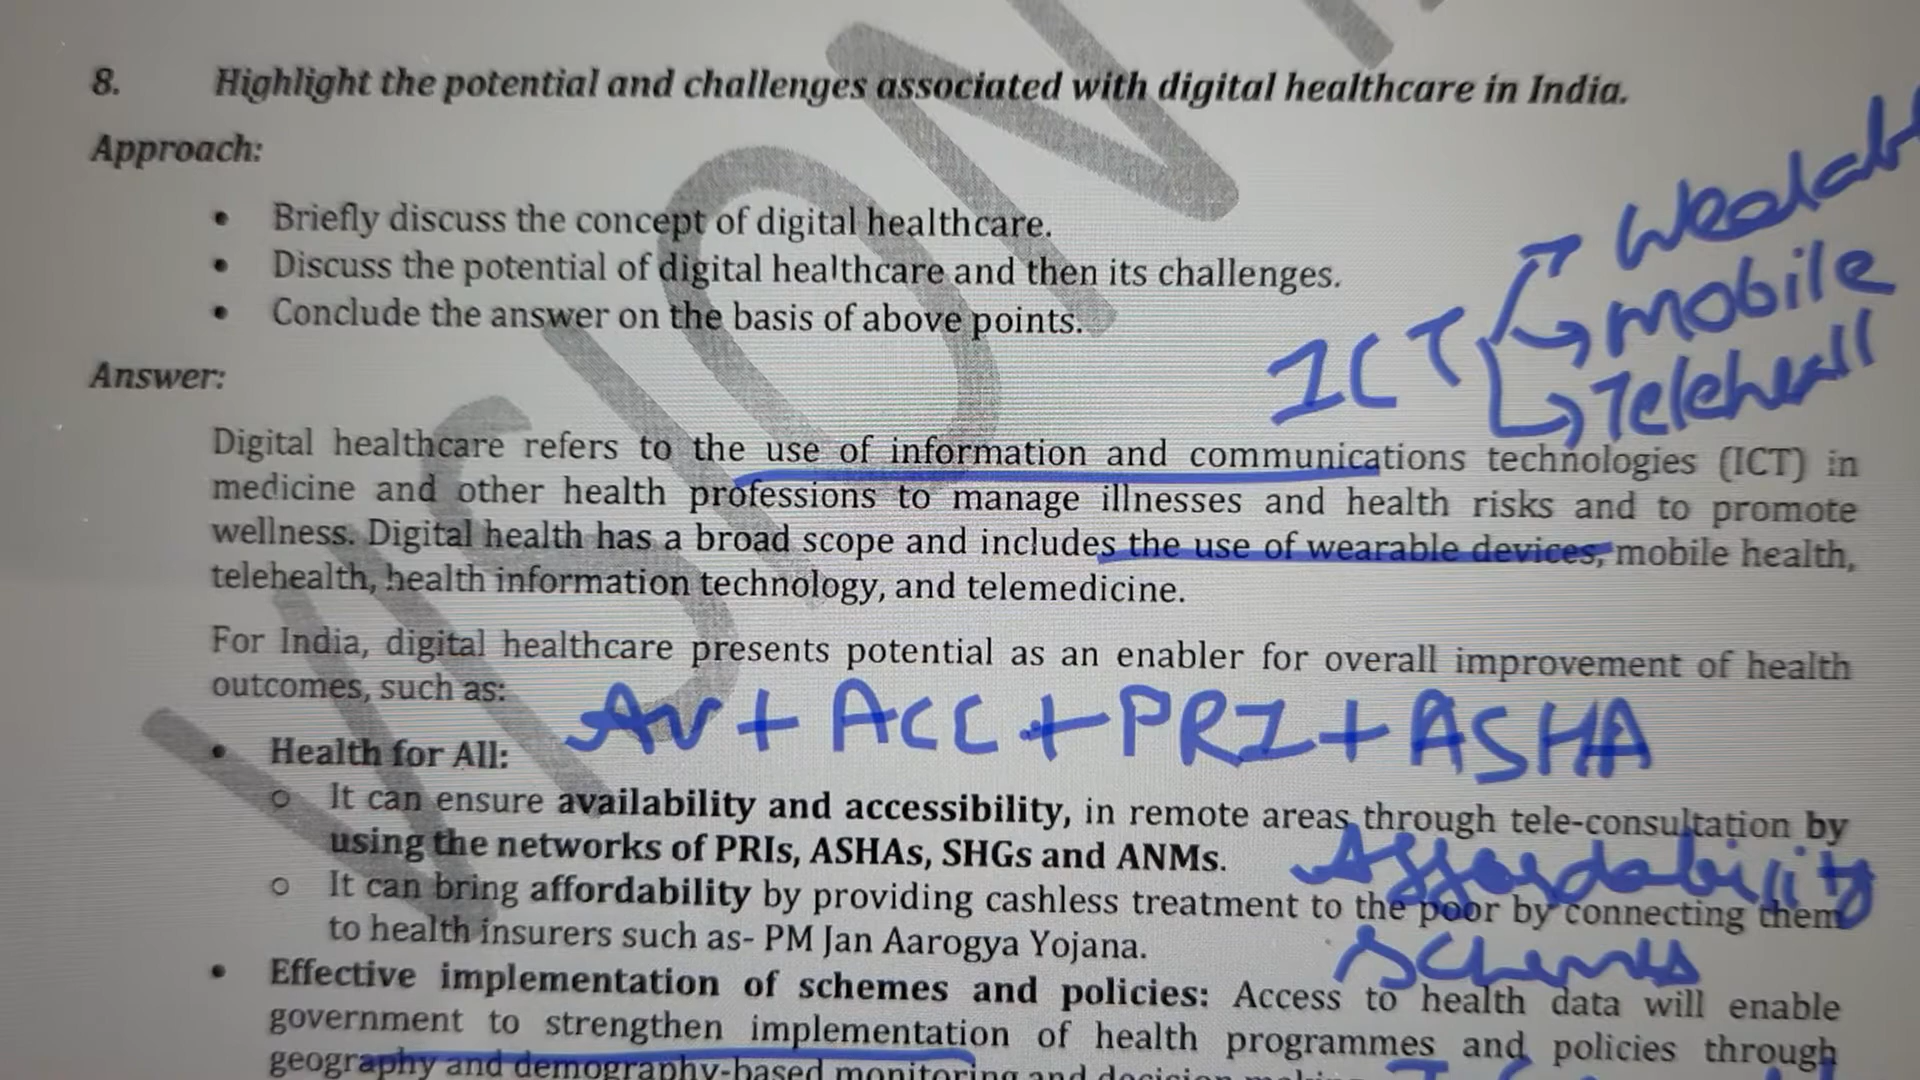 8. Highlight the potential and challenges associated with digital healthcare in India.
Approach:
• Briefly discuss the concept of digital healthcare.
• Discuss the potential of digital healthcare and then its challenges.
• Conclude the answer on the basis of above points.
ICT
mobile
Answer:
Digital healthcare refers to the use of information and communications technologies (ICT) in
medicine and other health professions to manage illnesses and health risks and to promote
wellness. Digital health has a broad scope and includes the use of wearable devices, mobile health,
telehealth, health information technology, and telemedicine.
For India, digital healthcare presents potential as an enabler for overall improvement of health
outcomes, such as:
AV + ACC + PRI + ASHA
• Health for All:
o It can ensure availability and accessibility, in remote areas through tele-consultation by
using the networks of PRIs, ASHAs, SHGs and ANMs.
Affordability
o It can bring affordability by providing cashless treatment to the poor by connecting them
to health insurers such as- PM Jan Aarogya Yojana.
• Effective implementation of schemes and policies: Access to health data will enable
government to strengthen implementation of health programmes and policies through
geography and demography-based monitoring and decision making
VISION